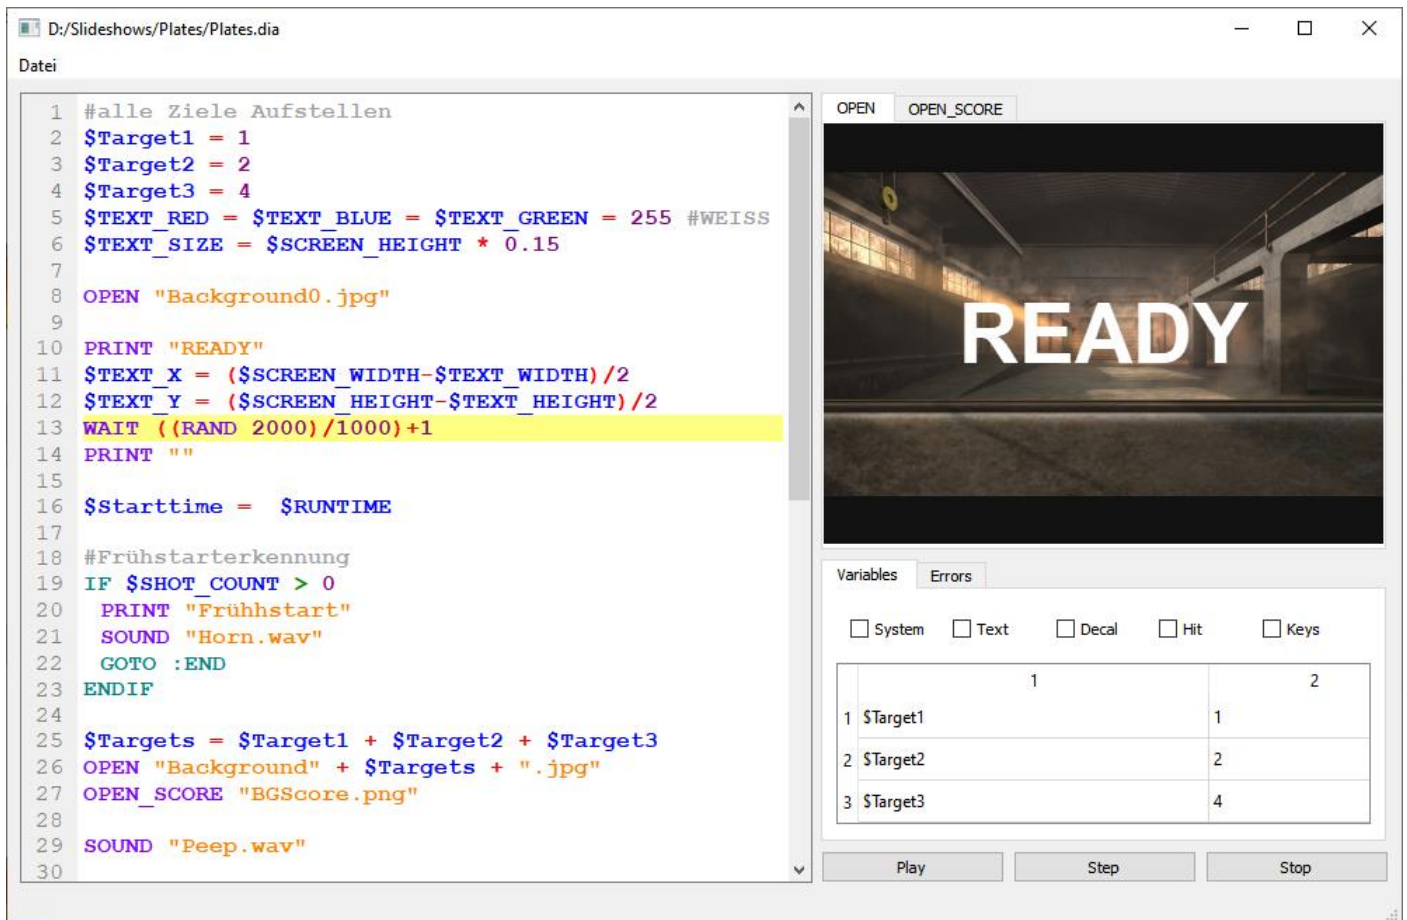 D:/Slideshows/Plates/Plates.dia
Datei
1 #alle Ziele Aufstellen
2 $Target1 = 1
3 $Target2 = 2
4 $Target3 = 4
5 $TEXT_RED = $TEXT_BLUE = $TEXT_GREEN = 255 #WEISS
6 $TEXT_SIZE = $SCREEN_HEIGHT * 0.15
7
8 OPEN "Background0.jpg"
9
10 PRINT "READY"
11 $TEXT_X = ($SCREEN_WIDTH-$TEXT_WIDTH)/2
12 $TEXT_Y = ($SCREEN_HEIGHT-$TEXT_HEIGHT)/2
13 WAIT ((RAND 2000)/1000)+1
14 PRINT ""
15
16 $Starttime =  $RUNTIME
17
18 #Frühstarterkennung
19 IF $SHOT_COUNT > 0
20  PRINT "Frühhstart"
21  SOUND "Horn.wav"
22  GOTO :END
23 ENDIF
24
25 $Targets = $Target1 + $Target2 + $Target3
26 OPEN "Background" + $Targets + ".jpg"
27 OPEN_SCORE "BGScore.png"
28
29 SOUND "Peep.wav"
30
OPEN OPEN_SCORE
READY
Variables Errors
System Text Decal Hit Keys
1 2
1 $Target1 1
2 $Target2 2
3 $Target3 4
Play Step Stop